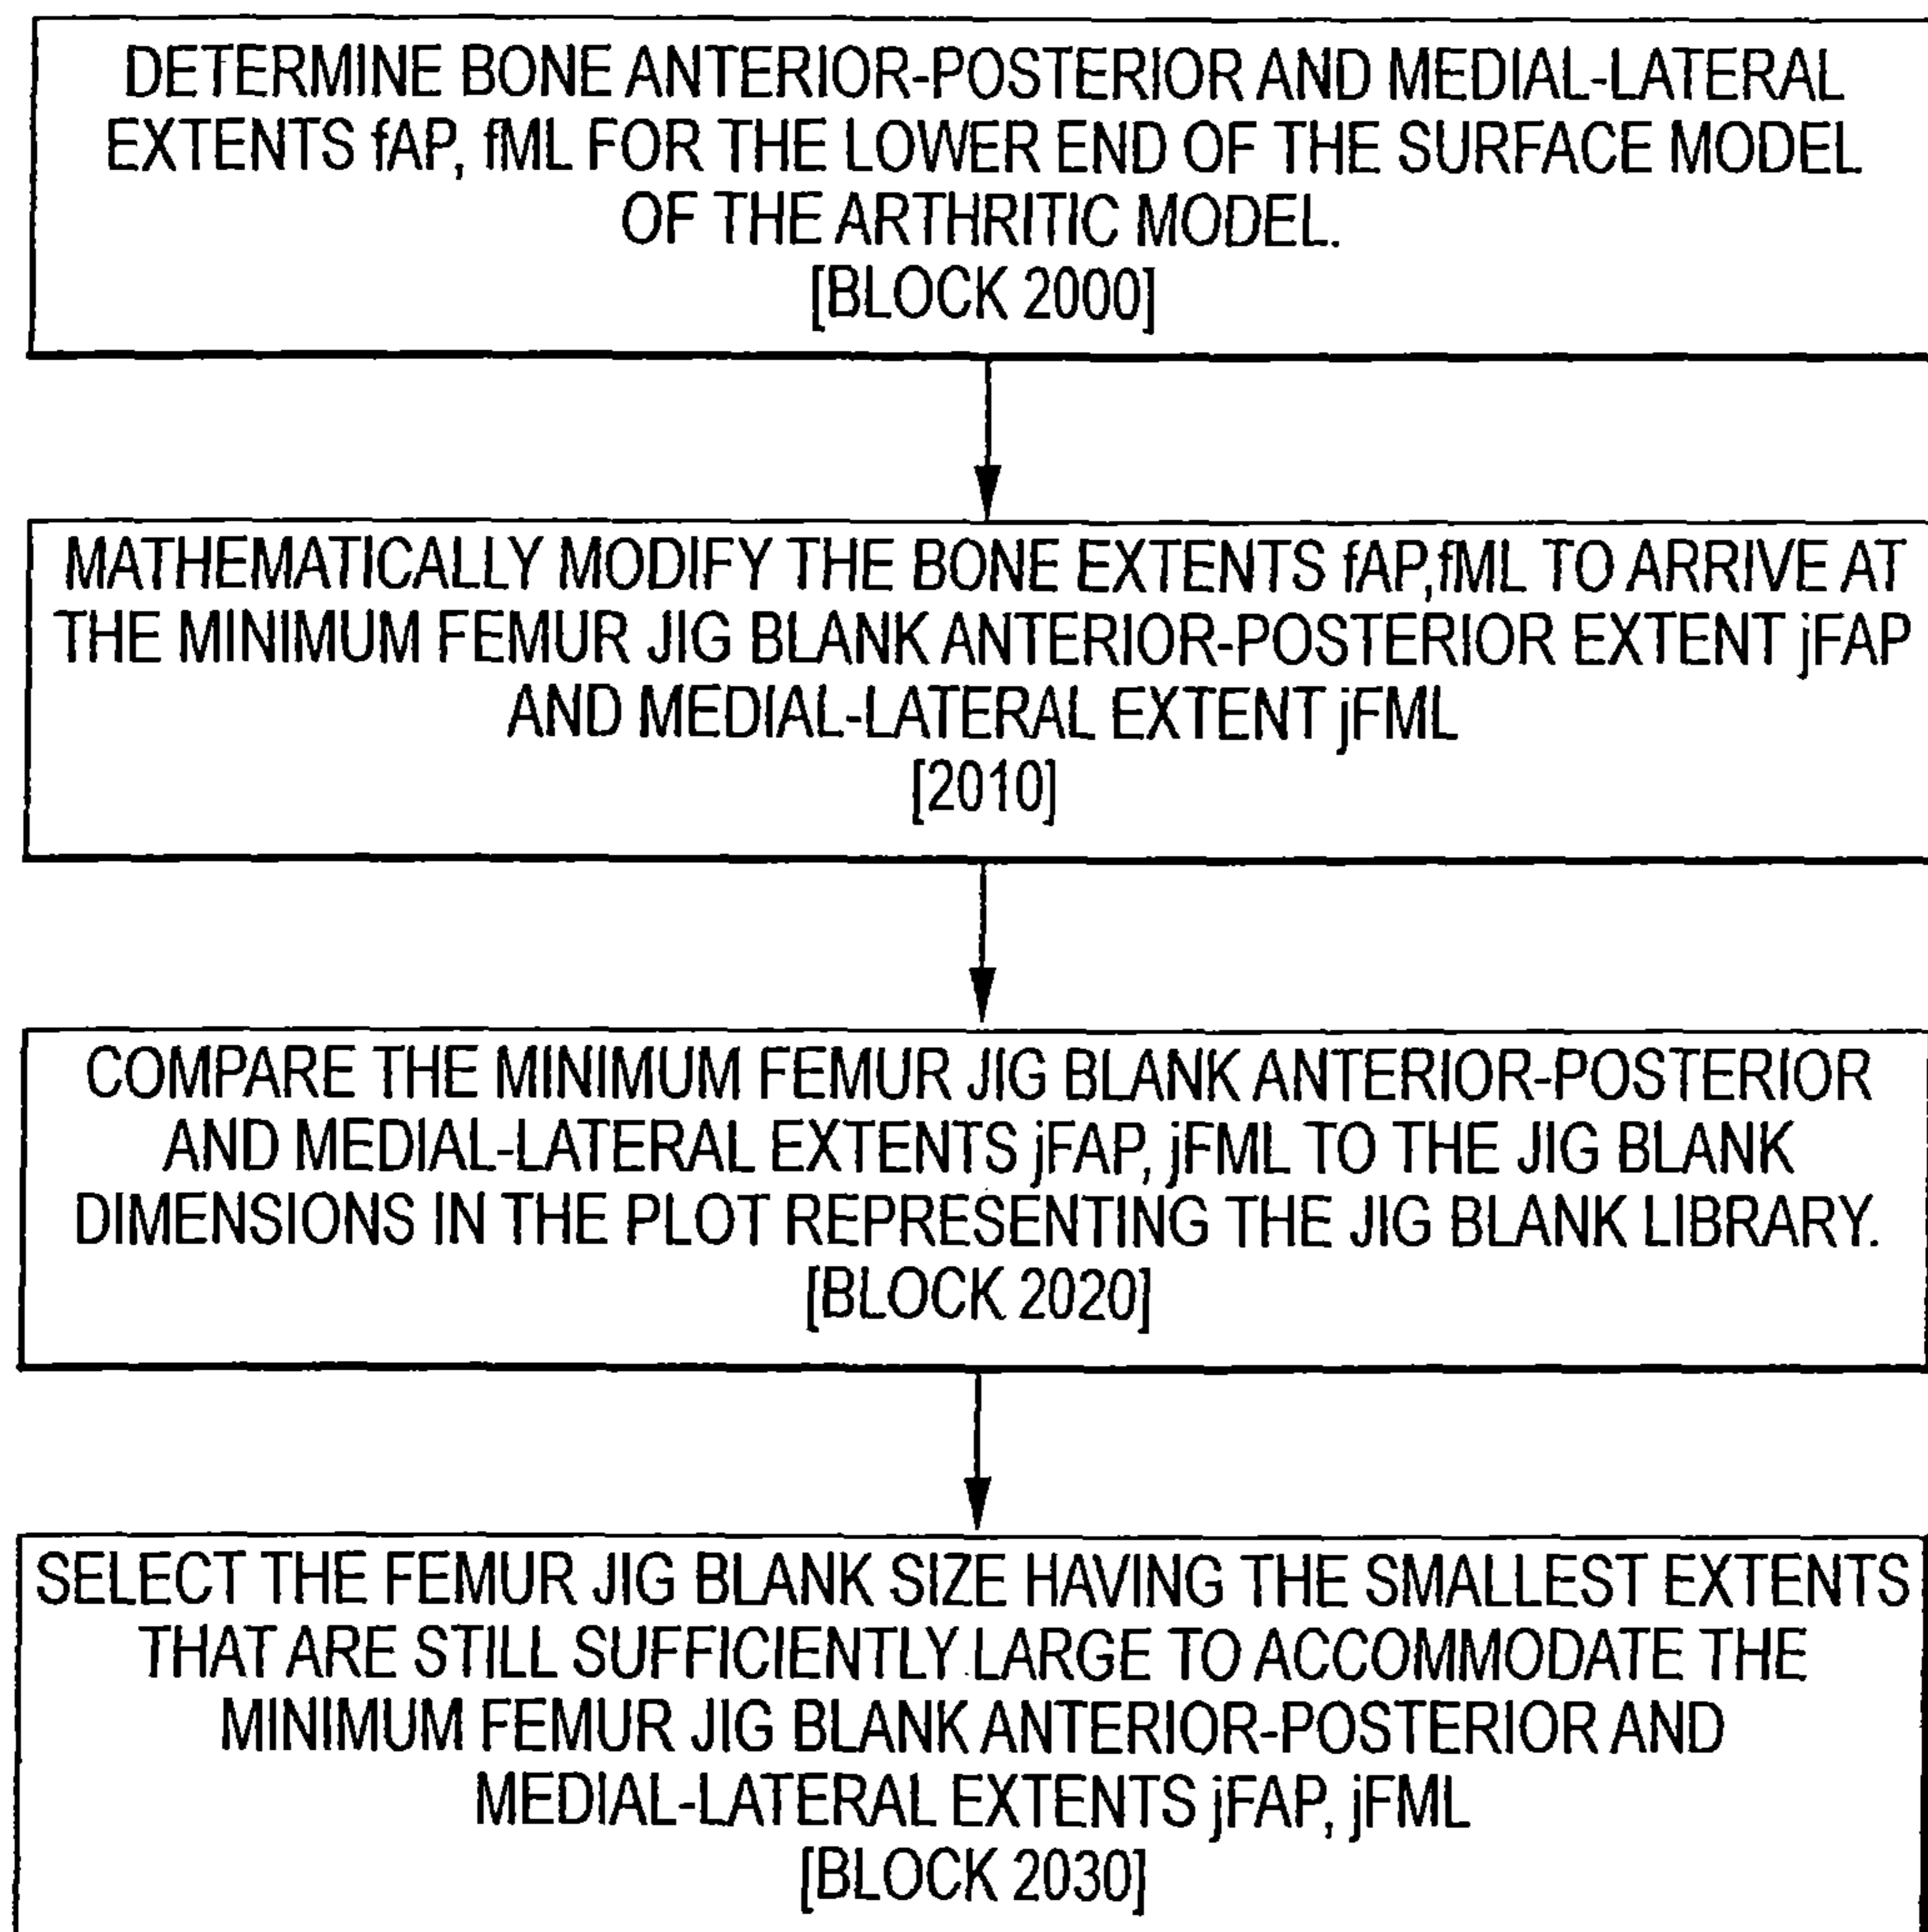 DETERMINE BONE ANTERIOR-POSTERIOR AND MEDIAL-LATERAL
EXTENTS fAP, fML FOR THE LOWER END OF THE SURFACE MODEL
OF THE ARTHRITIC MODEL.
[BLOCK 2000]
MATHEMATICALLY MODIFY THE BONE EXTENTS fAP,fML TO ARRIVE AT
THE MINIMUM FEMUR JIG BLANK ANTERIOR-POSTERIOR EXTENT jFAP
AND MEDIAL-LATERAL EXTENT jFML
[2010]
COMPARE THE MINIMUM FEMUR JIG BLANK ANTERIOR-POSTERIOR
AND MEDIAL-LATERAL EXTENTS jFAP, jFML TO THE JIG BLANK
DIMENSIONS IN THE PLOT REPRESENTING THE JIG BLANK LIBRARY.
[BLOCK 2020]
SELECT THE FEMUR JIG BLANK SIZE HAVING THE SMALLEST EXTENTS
THAT ARE STILL SUFFICIENTLY LARGE TO ACCOMMODATE THE
MINIMUM FEMUR JIG BLANK ANTERIOR-POSTERIOR AND
MEDIAL-LATERAL EXTENTS jFAP, jFML
[BLOCK 2030]